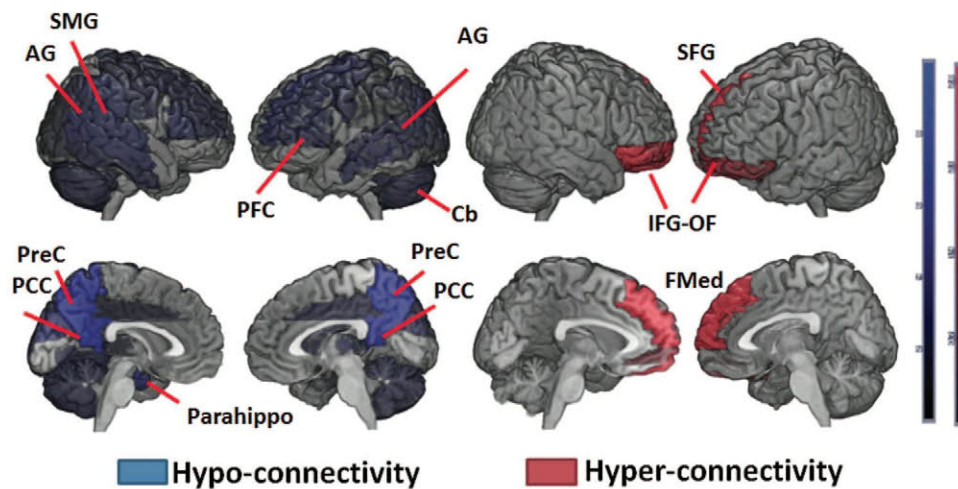 SMG
AG
AG
SFG
PFC
Cb
IFG-OF
PreC
PCC
PreC
PCC
FMed
Parahippo
Hypo-connectivity
Hyper-connectivity